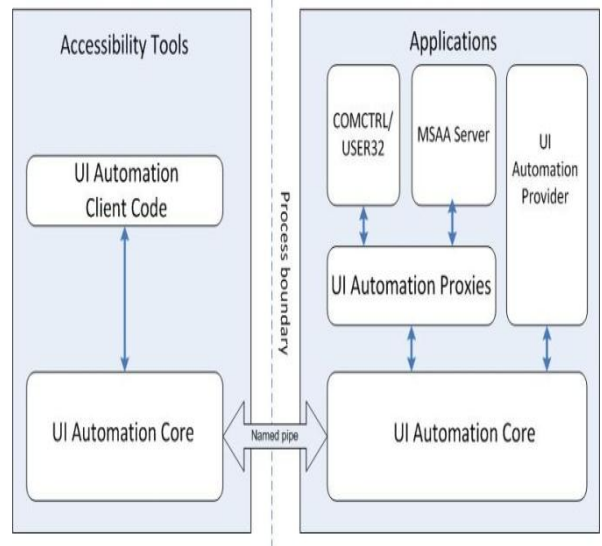 Accessibility Tools
UI Automation
Client Code
UI Automation Core
Process boundary
Named pipe
Applications
COMCTRL/
USER32
MSAA Server
UI
Automation
Provider
UI Automation Proxies
UI Automation Core